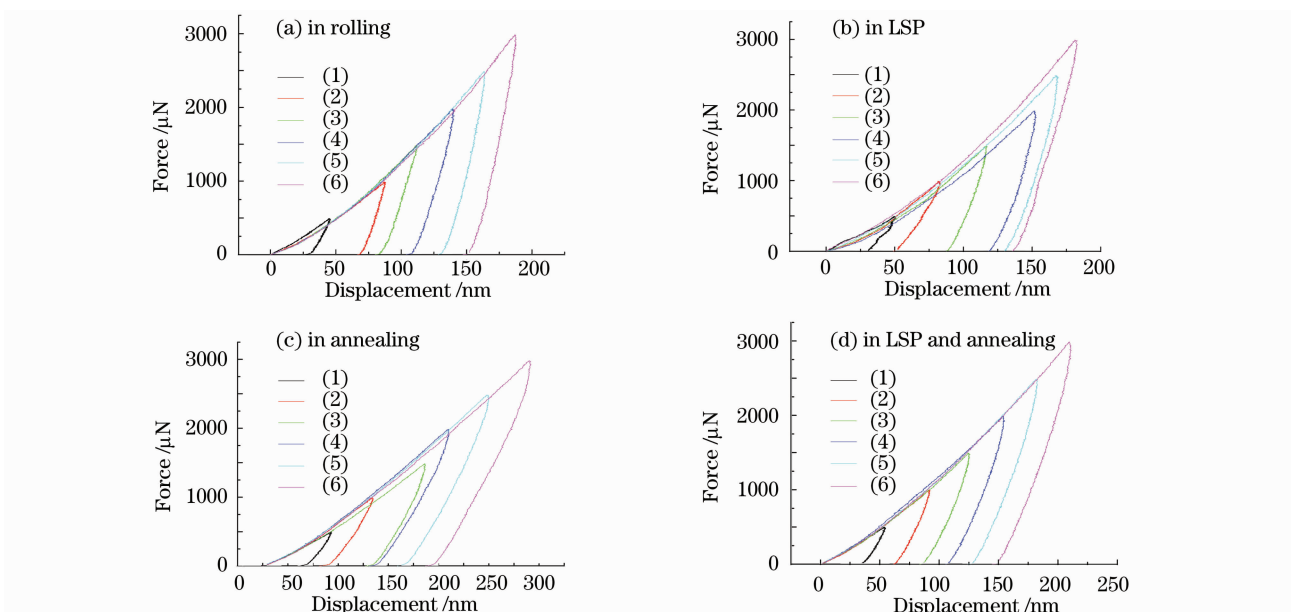 (a) in rolling
3000
2000
1000
0
Force /μN
(1)
(2)
(3)
(4)
(5)
(6)
0 50 100 150 200
Displacement /nm
(b) in LSP
3000
2000
1000
0
Force /μN
(1)
(2)
(3)
(4)
(5)
(6)
0 50 100 150 200
Displacement /nm
(c) in annealing
3000
2000
1000
0
Force /μN
(1)
(2)
(3)
(4)
(5)
(6)
0 50 100 150 200 250 300
Displacement /nm
(d) in LSP and annealing
3000
2000
1000
0
Force /μN
(1)
(2)
(3)
(4)
(5)
(6)
0 50 100 150 200 250
Displacement /nm